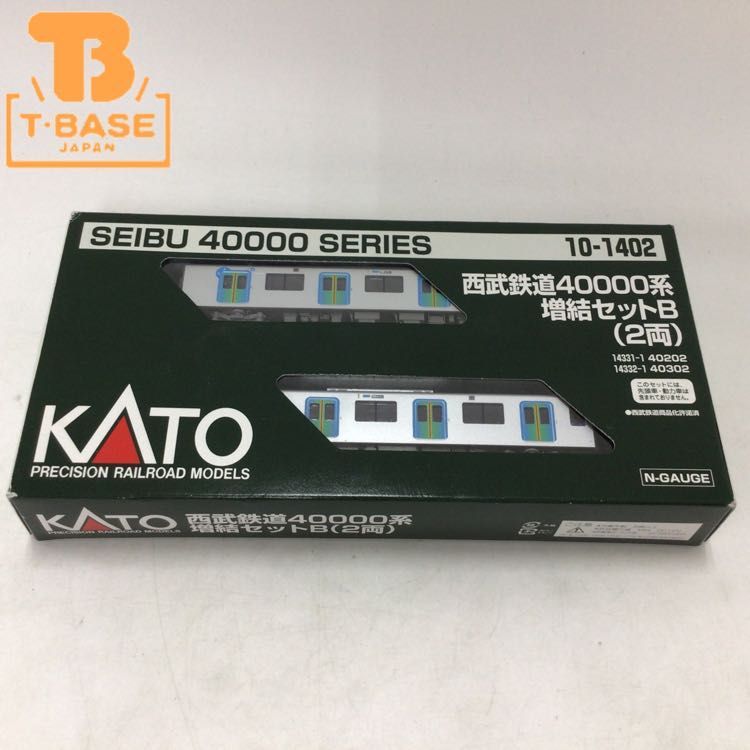 T-BASE
JAPAN
SEIBU 40000 SERIES
10-1402
西武鉄道40000系
増結セットB
(2両)
14331-1 40202
14332-1 40302
このセットには、
先頭車・動力車は
含まれておりません。
●西武鉄道商品化許諾済
KATO
PRECISION RAILROAD MODELS
N-GAUGE
KATO
PRECISION RAILROAD MODELS
西武鉄道40000系
増結セットB(2両)